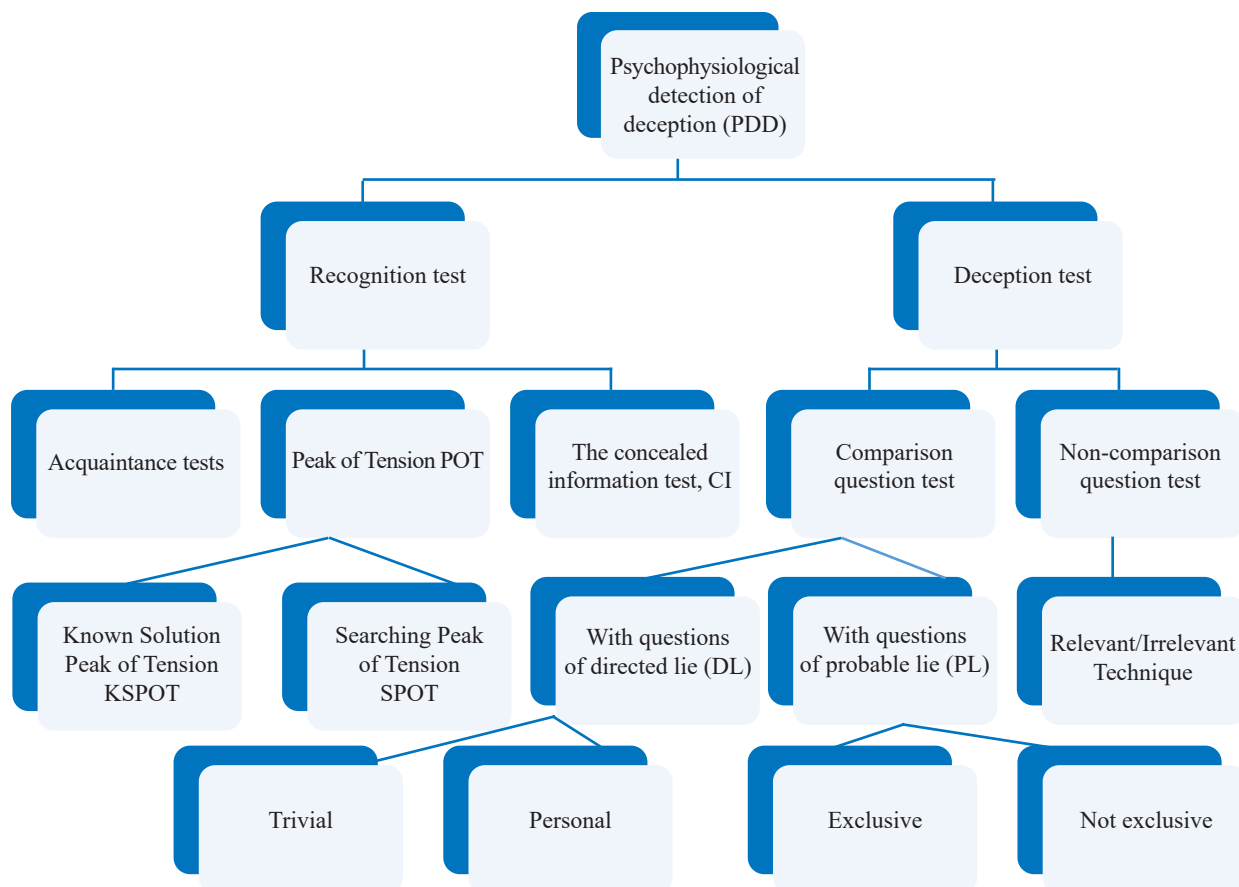 Psychophysiological
detection of
deception (PDD)
Recognition test
Deception test
Acquaintance tests
Peak of Tension POT
The concealed
information test, CI
Comparison
question test
Non-comparison
question test
Known Solution
Peak of Tension
KSPOT
Searching Peak
of Tension
SPOT
With questions
of directed lie (DL)
With questions
of probable lie (PL)
Relevant/Irrelevant
Technique
Trivial
Personal
Exclusive
Not exclusive